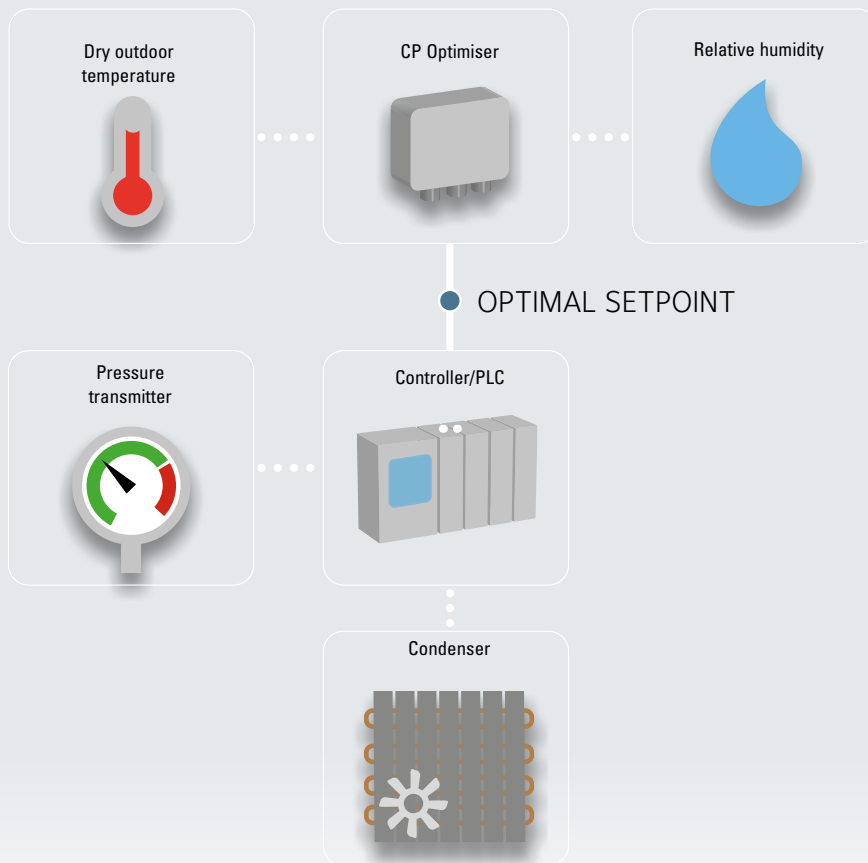 Dry outdoor
temperature
CP Optimiser
Relative humidity
OPTIMAL SETPOINT
Pressure
transmitter
Controller/PLC
Condenser